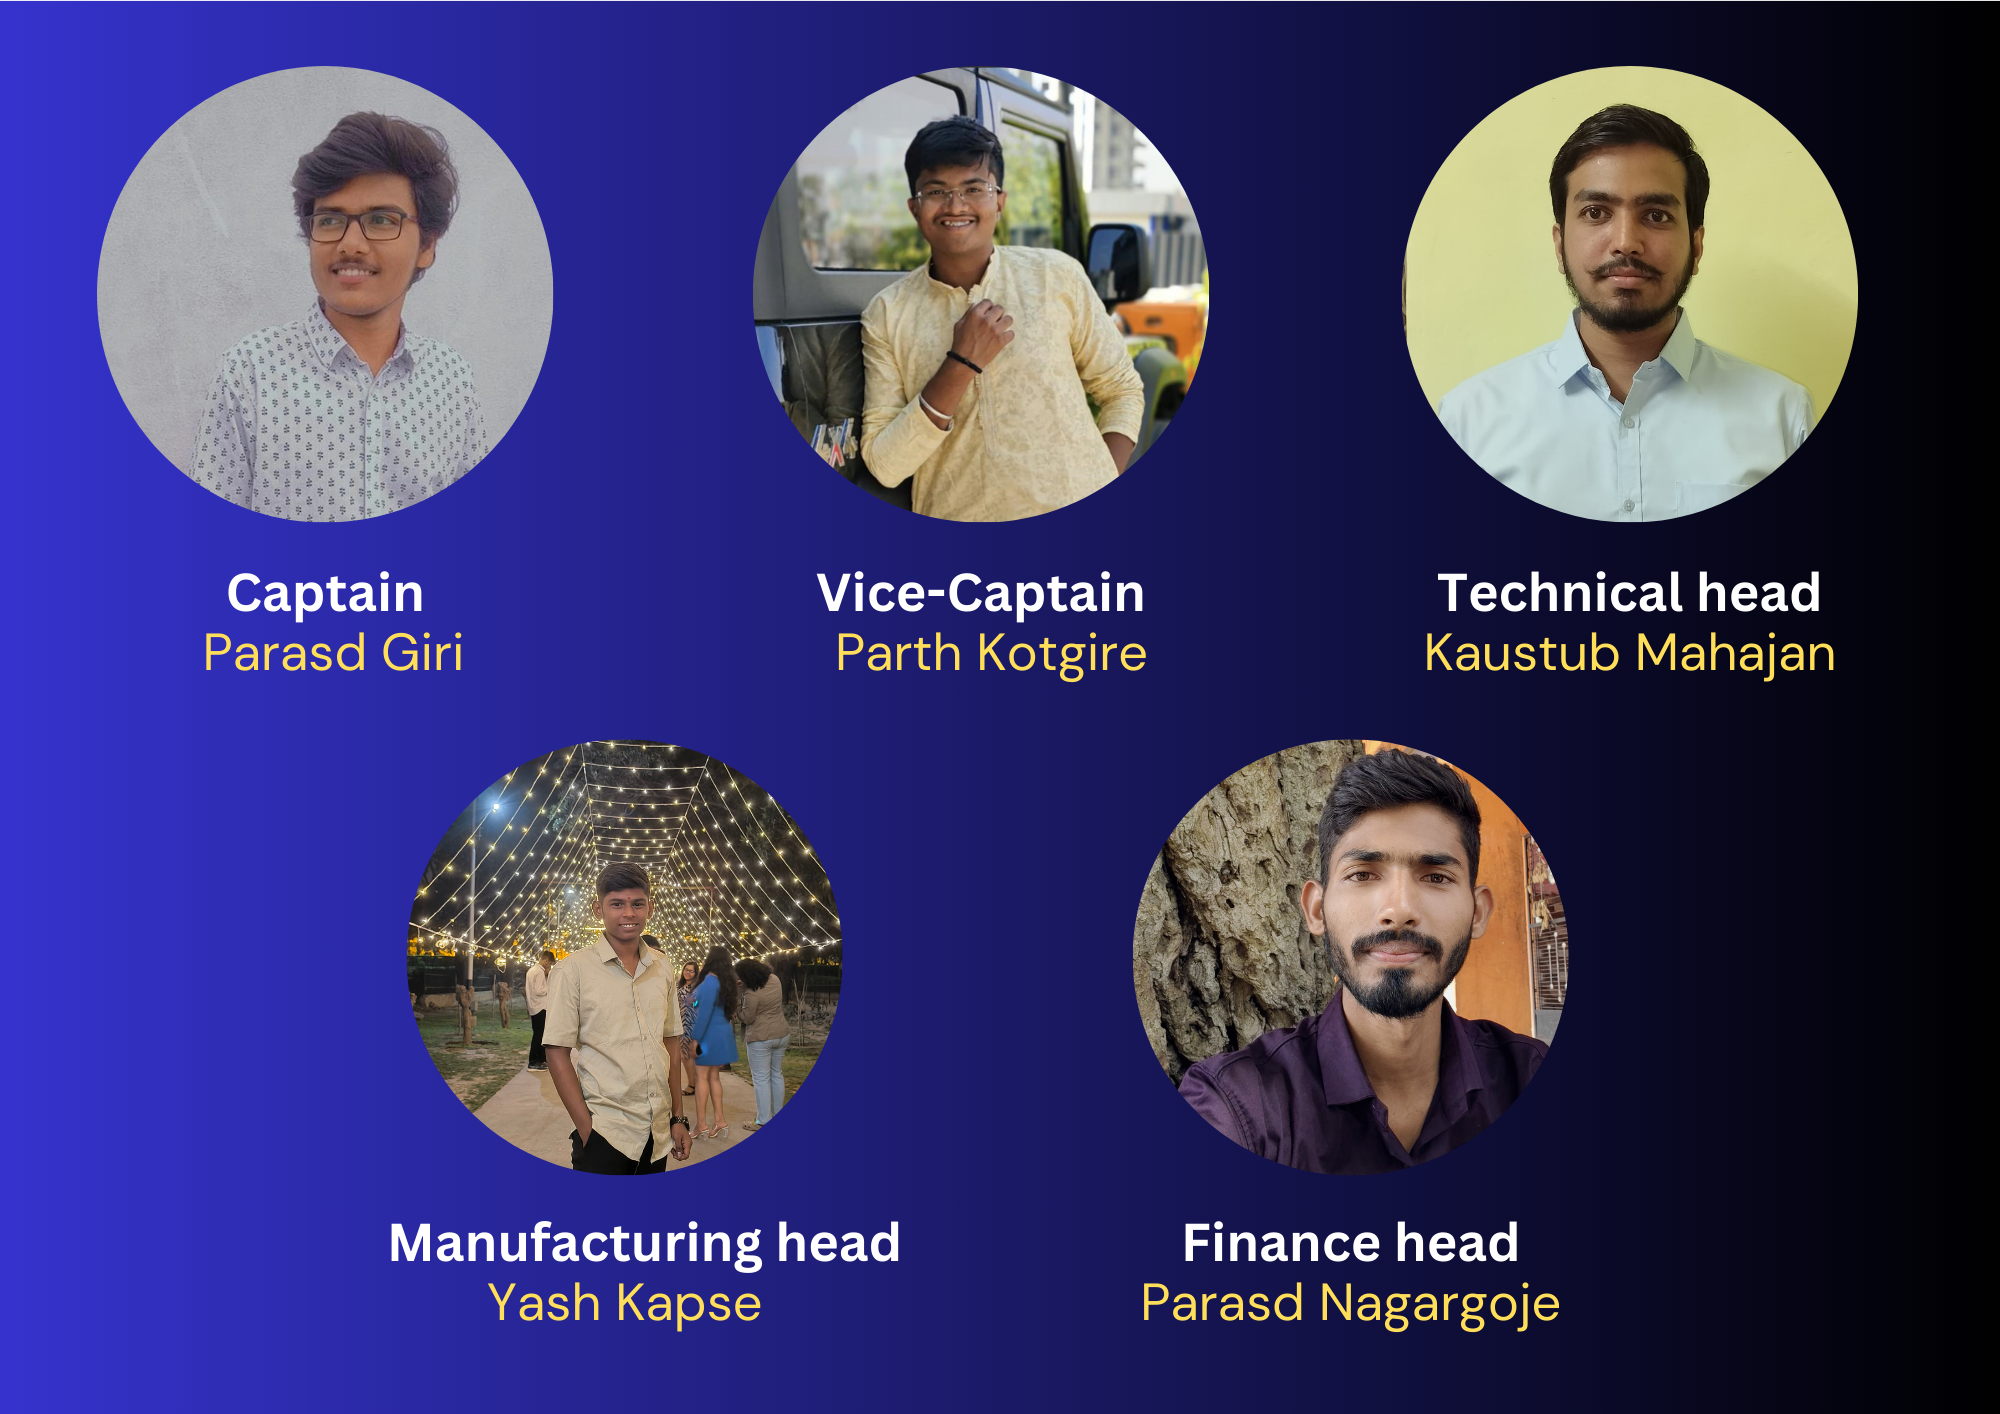 Captain
Parasd Giri
Vice-Captain
Parth Kotgire
Technical head
Kaustub Mahajan
Manufacturing head
Yash Kapse
Finance head
Parasd Nagargoje